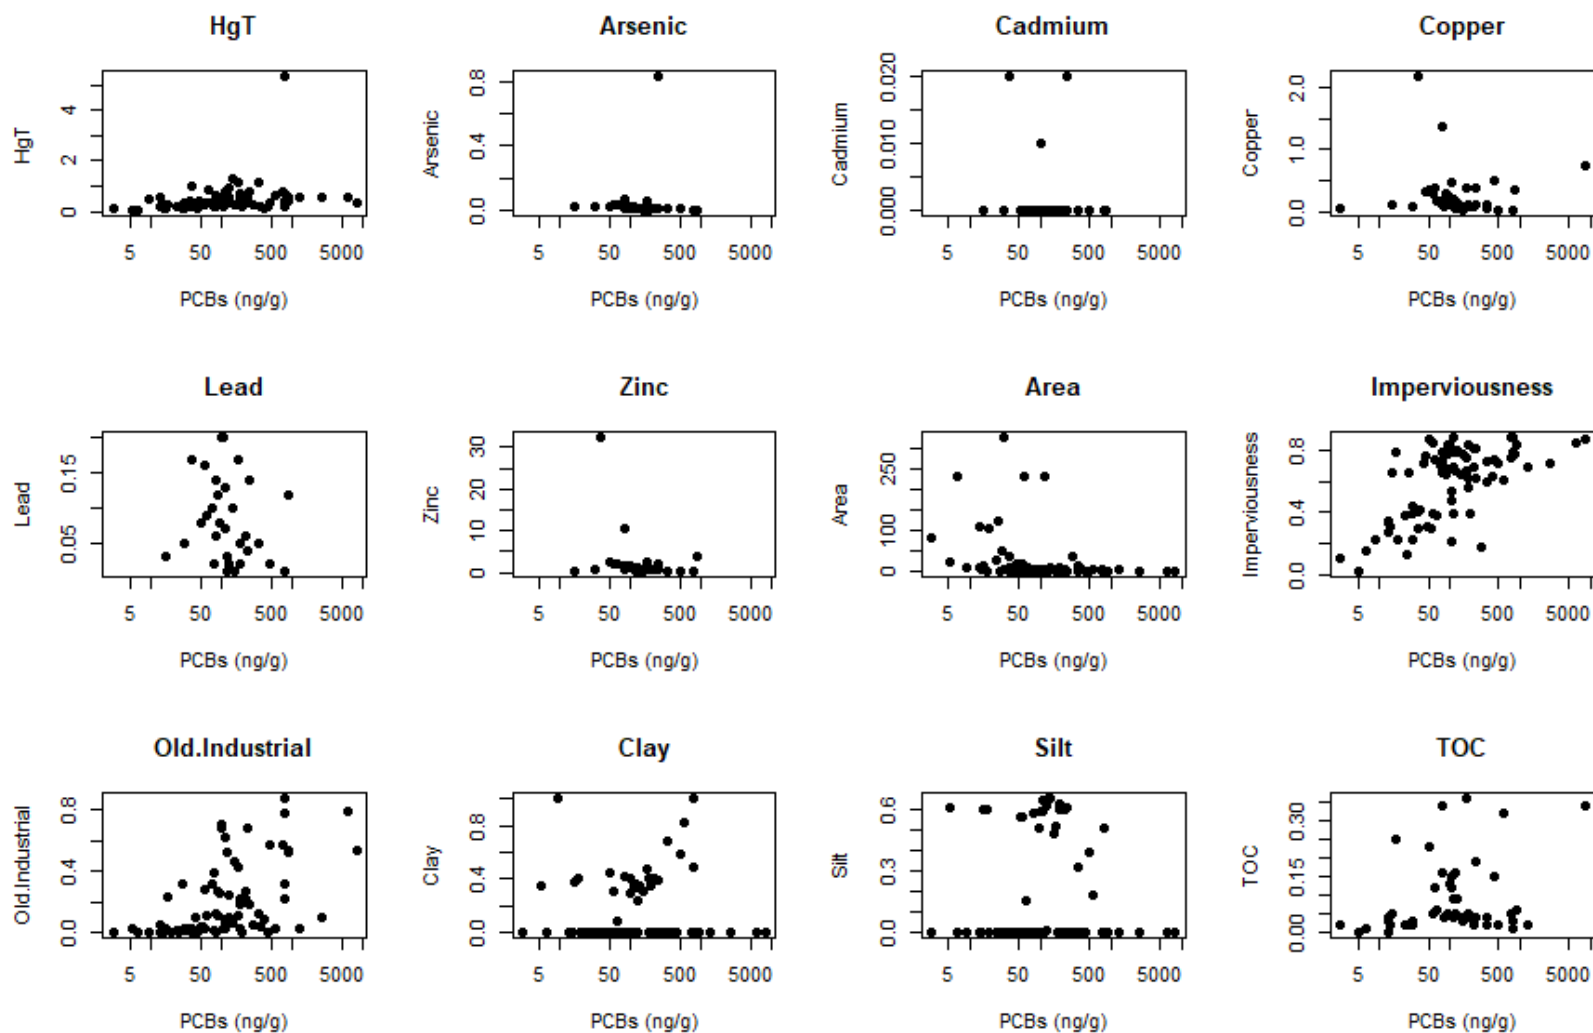 HgT Arsenic Cadmium Copper
HgT 0 2 4
Arsenic 0.0 0.4 0.8
Cadmium 0.000 0.010 0.020
Copper 0.0 1.0 2.0
5 50 500 5000 5 50 500 5000 5 50 500 5000 5 50 500 5000
PCBs (ng/g) PCBs (ng/g) PCBs (ng/g) PCBs (ng/g)
Lead Zinc Area Imperviousness
Lead 0.05 0.15
Zinc 0 10 20 30
Area 0 100 250
Imperviousness 0.0 0.4 0.8
5 50 500 5000 5 50 500 5000 5 50 500 5000 5 50 500 5000
PCBs (ng/g) PCBs (ng/g) PCBs (ng/g) PCBs (ng/g)
Old.Industrial Clay Silt TOC
Old.Industrial 0.0 0.4 0.8
Clay 0.0 0.4 0.8
Silt 0.0 0.3 0.6
TOC 0.00 0.15 0.30
5 50 500 5000 5 50 500 5000 5 50 500 5000 5 50 500 5000
PCBs (ng/g) PCBs (ng/g) PCBs (ng/g) PCBs (ng/g)